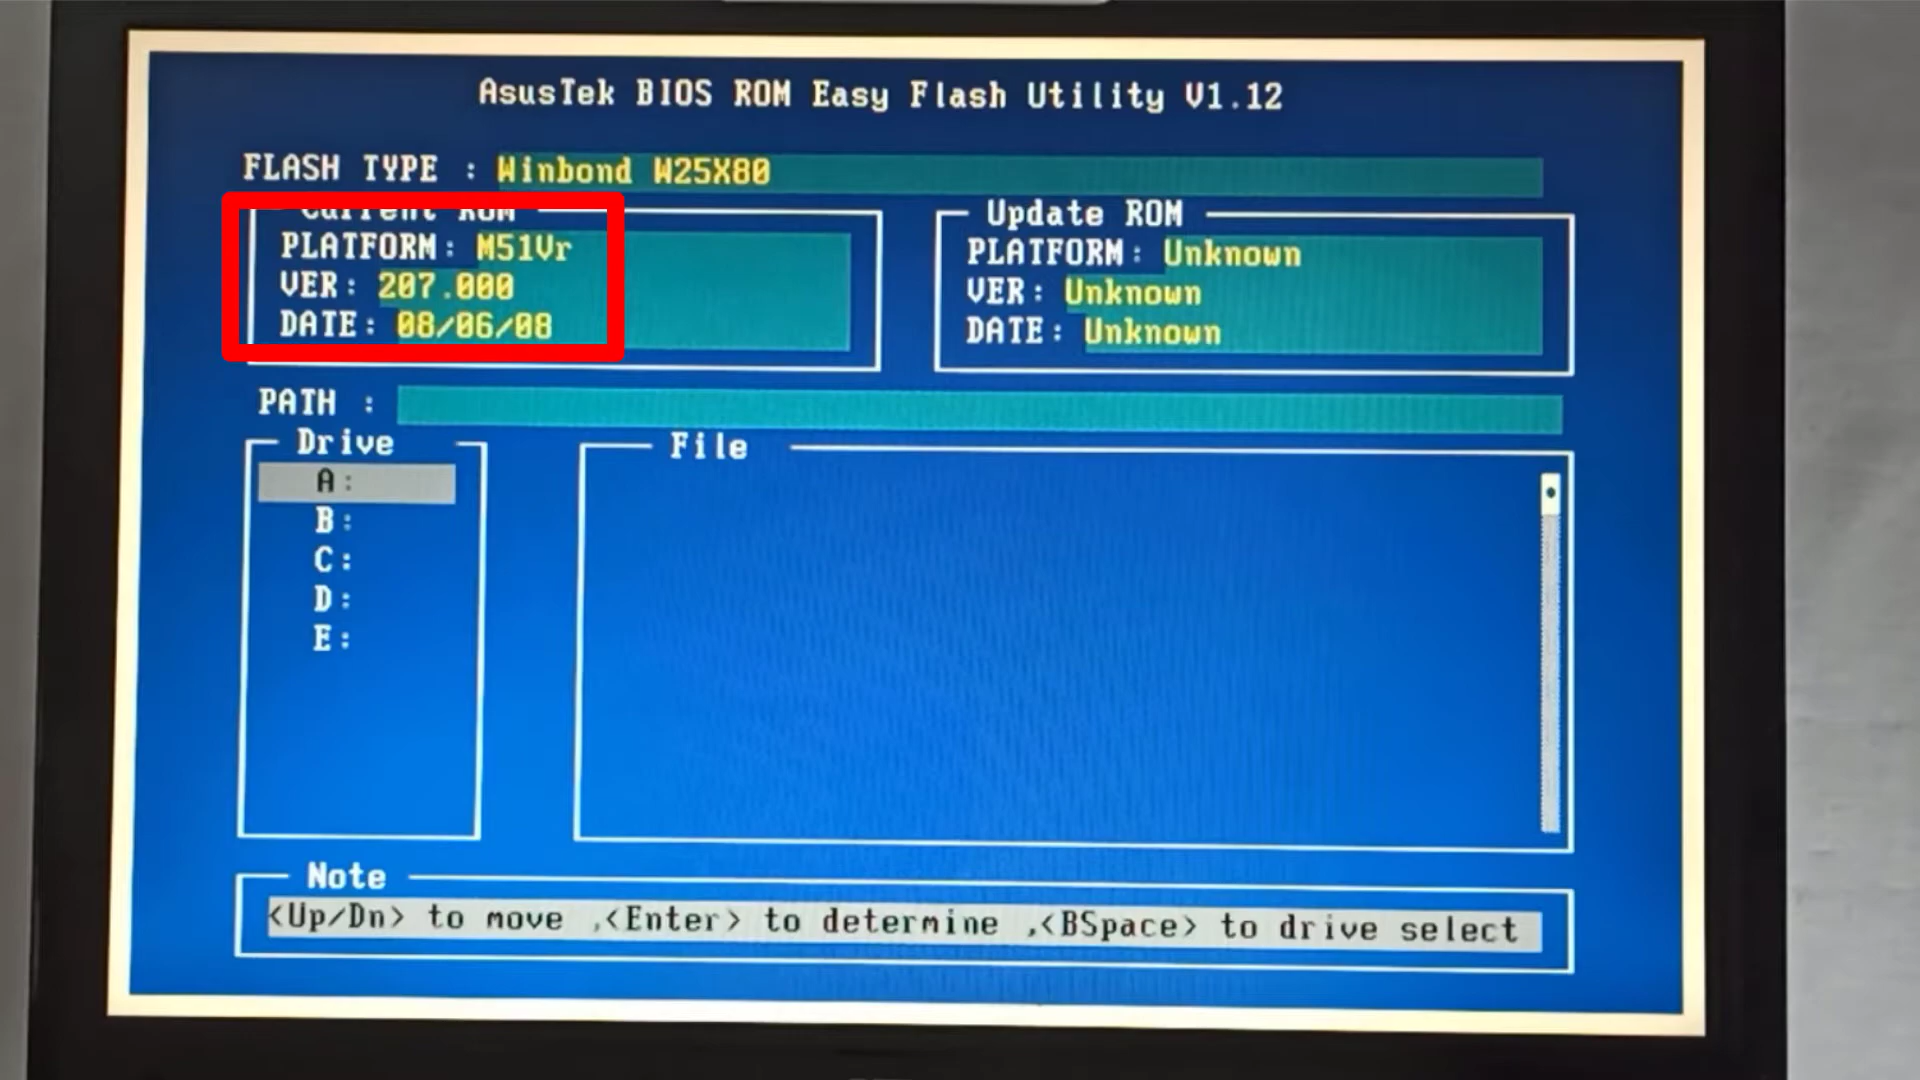 AsusTek BIOS ROM Easy Flash Utility V1.12
FLASH TYPE : Winbond W25X80
Current ROM
PLATFORM: M51Vr
VER: 207.000
DATE: 08/06/08
Update ROM
PLATFORM: Unknown
VER: Unknown
DATE: Unknown
PATH :
Drive
A:
B:
C:
D:
E:
File
Note
<Up/Dn> to move ,<Enter> to determine ,<BSpace> to drive select